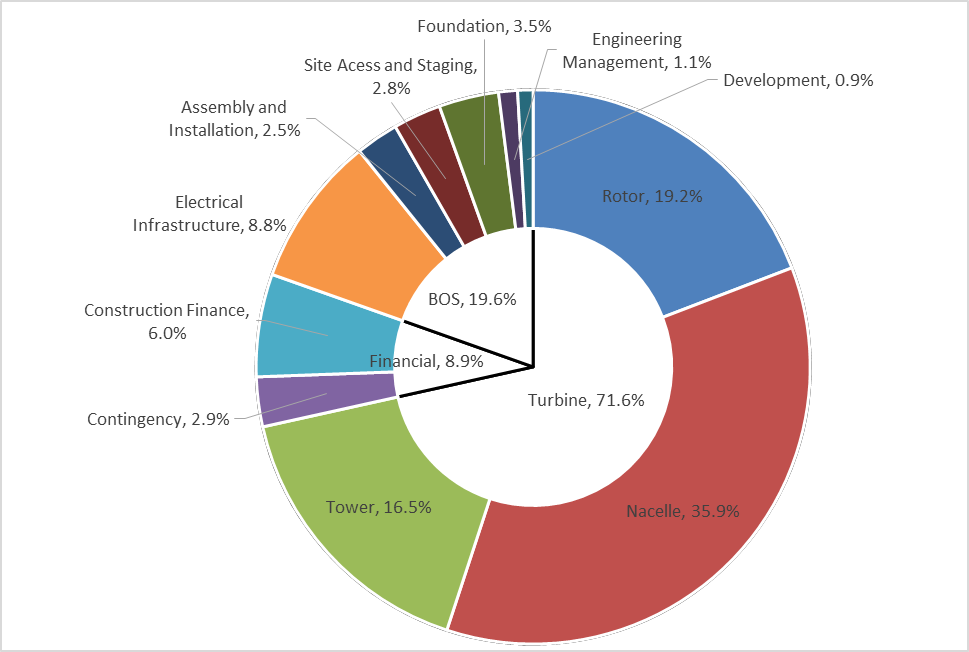 Foundation, 3.5%
Engineering
Management, 1.1%
Site Acess and Staging,
2.8%
Development, 0.9%
Assembly and
Installation, 2.5%
Rotor, 19.2%
Electrical
Infrastructure, 8.8%
BOS, 19.6%
Construction Finance,
6.0%
Financial, 8.9%
Turbine, 71.6%
Contingency, 2.9%
Tower, 16.5%
Nacelle, 35.9%